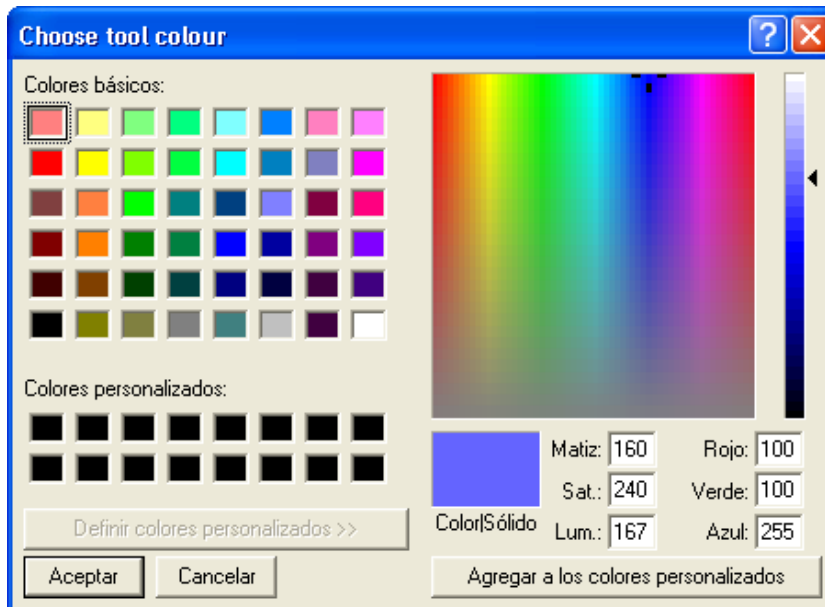 Choose tool colour
Colores básicos:
Colores personalizados:
Definir colores personalizados >>
Aceptar
Cancelar
Color|Sólido
Matiz: 160
Sat.: 240
Lum.: 167
Rojo: 100
Verde: 100
Azul: 255
Agregar a los colores personalizados